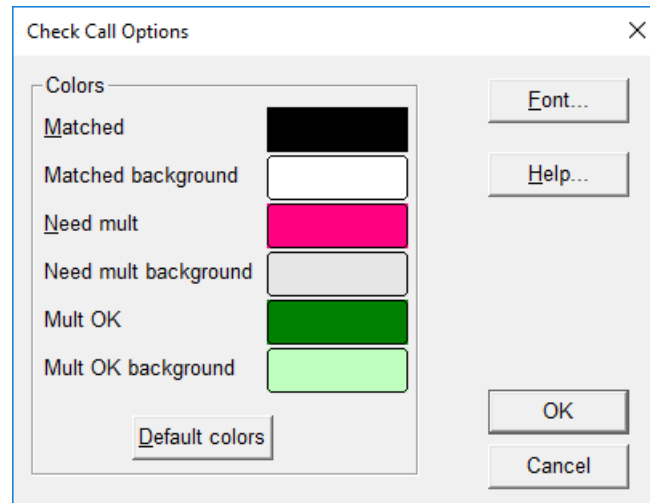 Check Call Options
Colors
Matched
Matched background
Need mult
Need mult background
Mult OK
Mult OK background
Default colors
Font...
Help...
OK
Cancel